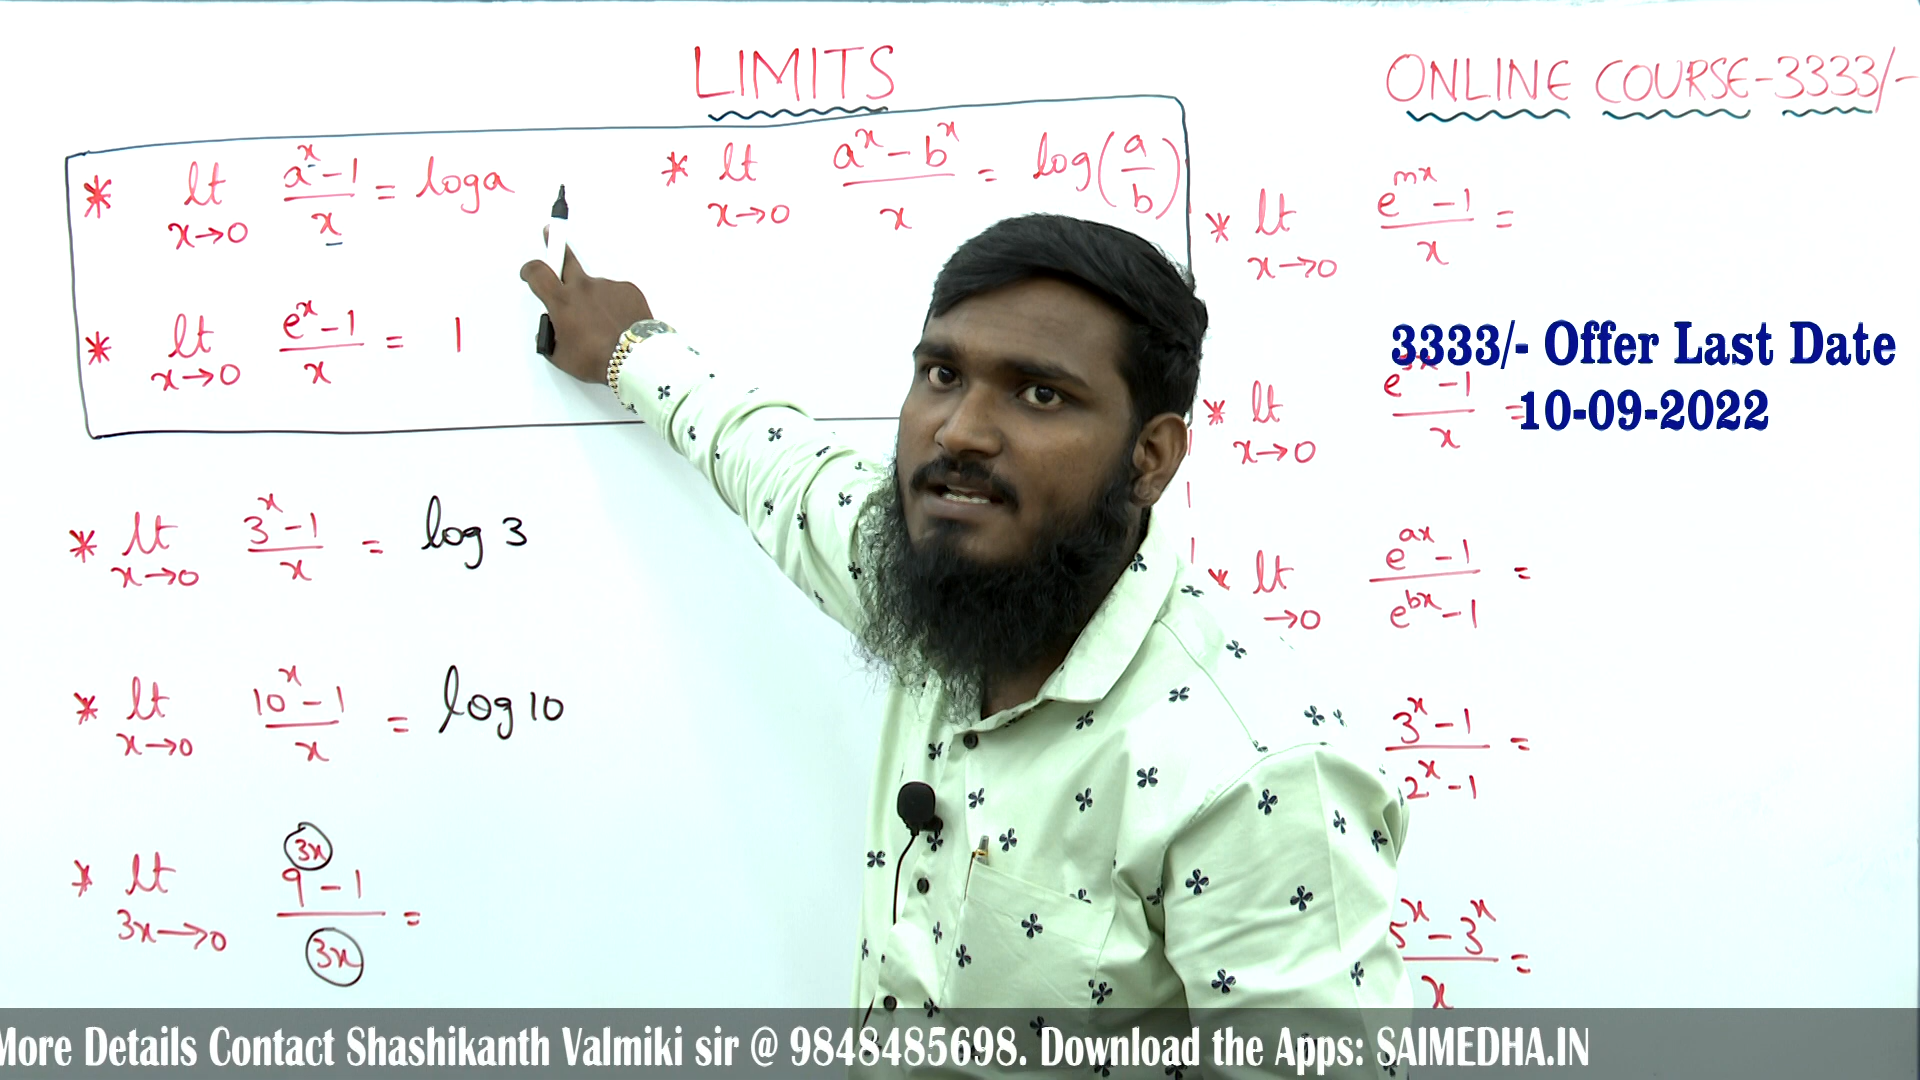 LIMITS
ONLINE COURSE-3333/-
* lt x→0 (a^x - 1)/x = log a
* lt x→0 (a^x - b^x)/x = log(a/b)
* lt x→0 (e^x - 1)/x = 1
* lt x→0 3^x - 1/x = log 3
* lt x→0 10^x - 1/x = log 10
* lt 3x→0 9^3x - 1/3x =
* lt x→0 e^mx - 1/x =
3333/- Offer Last Date
10-09-2022
* lt x→0 - 1/x =
* lt →0 e^ax - 1/e^bx - 1 =
3^x - 1/2^x - 1 =
5^x - 3^x/x =
More Details Contact Shashikanth Valmiki sir @ 9848485698. Download the Apps: SAIMEDHA.IN